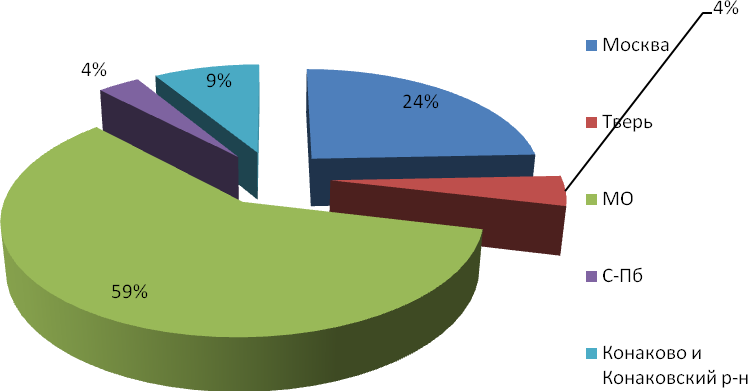 4%
Москва
4%
9%
24%
Тверь
МО
С-Пб
59%
Конаково и
Конаковский р-н